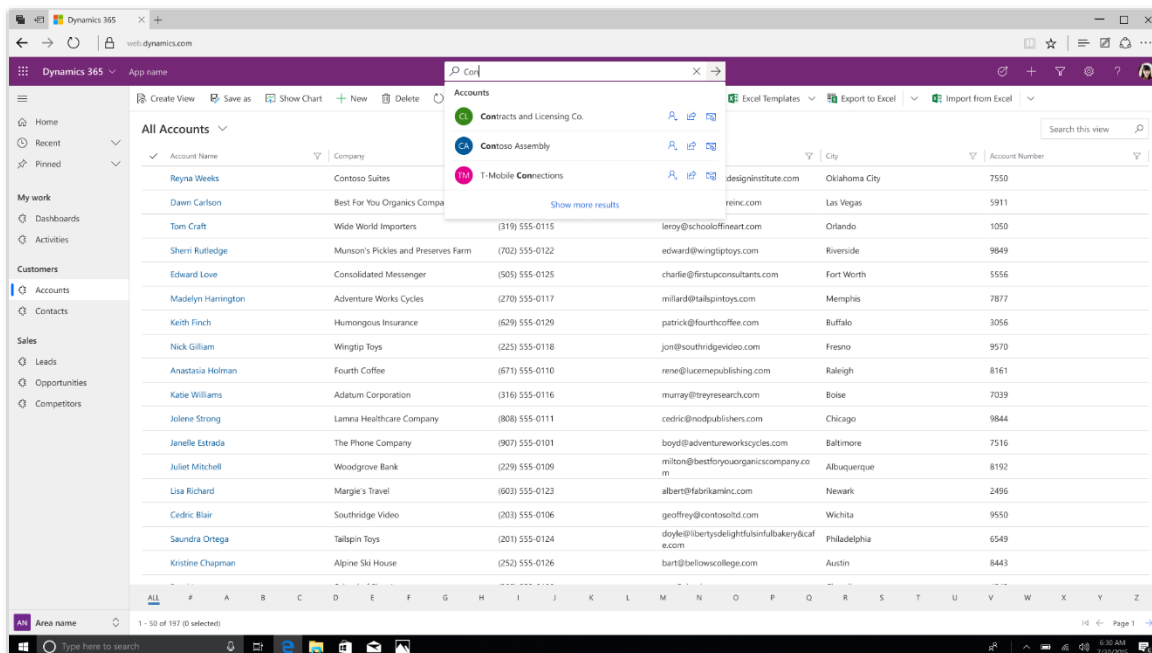 Dynamics 365
web.dynamics.com
Dynamics 365 App name Con
Create View Save as Show Chart New Delete Excel Templates Export to Excel Import from Excel
Accounts
Contracts and Licensing Co.
CL
Contoso Assembly
CA
T-Mobile Connections
TM
Show more results
Home
Recent
Pinned
My work
Dashboards
Activities
Customers
Accounts
Contacts
Sales
Leads
Opportunities
Competitors
AN Area name
All Accounts Search this view
Account Name Company City Account Number
Reyna Weeks Contoso Suites designinstitute.com Oklahoma City 7550
Dawn Carlson Best For You Organics Compa reinc.com Las Vegas 5911
Tom Craft Wide World Importers (319) 555-0115 leroy@schooloffineart.com Orlando 1050
Sherri Rutledge Munson's Pickles and Preserves Farm (702) 555-0122 edward@wingtiptoys.com Riverside 9849
Edward Love Consolidated Messenger (505) 555-0125 charlie@firstupconsultants.com Fort Worth 5556
Madelyn Harrington Adventure Works Cycles (270) 555-0117 millard@tailspintoys.com Memphis 7877
Keith Finch Humongous Insurance (629) 555-0129 patrick@fourthcoffee.com Buffalo 3056
Nick Gilliam Wingtip Toys (225) 555-0118 jon@southridgevideo.com Fresno 9570
Anastasia Holman Fourth Coffee (671) 555-0110 rene@lucernepublishing.com Raleigh 8161
Katie Williams Adatum Corporation (316) 555-0116 murray@treyresearch.com Boise 7039
Jolene Strong Lamna Healthcare Company (808) 555-0111 cedric@nodpublishers.com Chicago 9844
Janelle Estrada The Phone Company (907) 555-0101 boyd@adventureworkscycles.com Baltimore 7516
Juliet Mitchell Woodgrove Bank (229) 555-0109 milton@bestforyouorganicscompany.co
m Albuquerque 8192
Lisa Richard Margie's Travel (603) 555-0123 albert@fabrikaminc.com Newark 2496
Cedric Blair Southridge Video (203) 555-0106 geoffrey@contosoltd.com Wichita 9550
Saundra Ortega Tailspin Toys (201) 555-0124 doyle@libertysdelightfulsinfulbakery&caf
e.com Philadelphia 6549
Kristine Chapman Alpine Ski House (252) 555-0126 bart@bellowscollege.com Austin 8443
ALL # A B C D E F G H I J K L M N O P Q R S T U V W X Y Z
1 - 50 of 197 (0 selected) Page 1
Type here to search 6:30 AM
7/30/2015